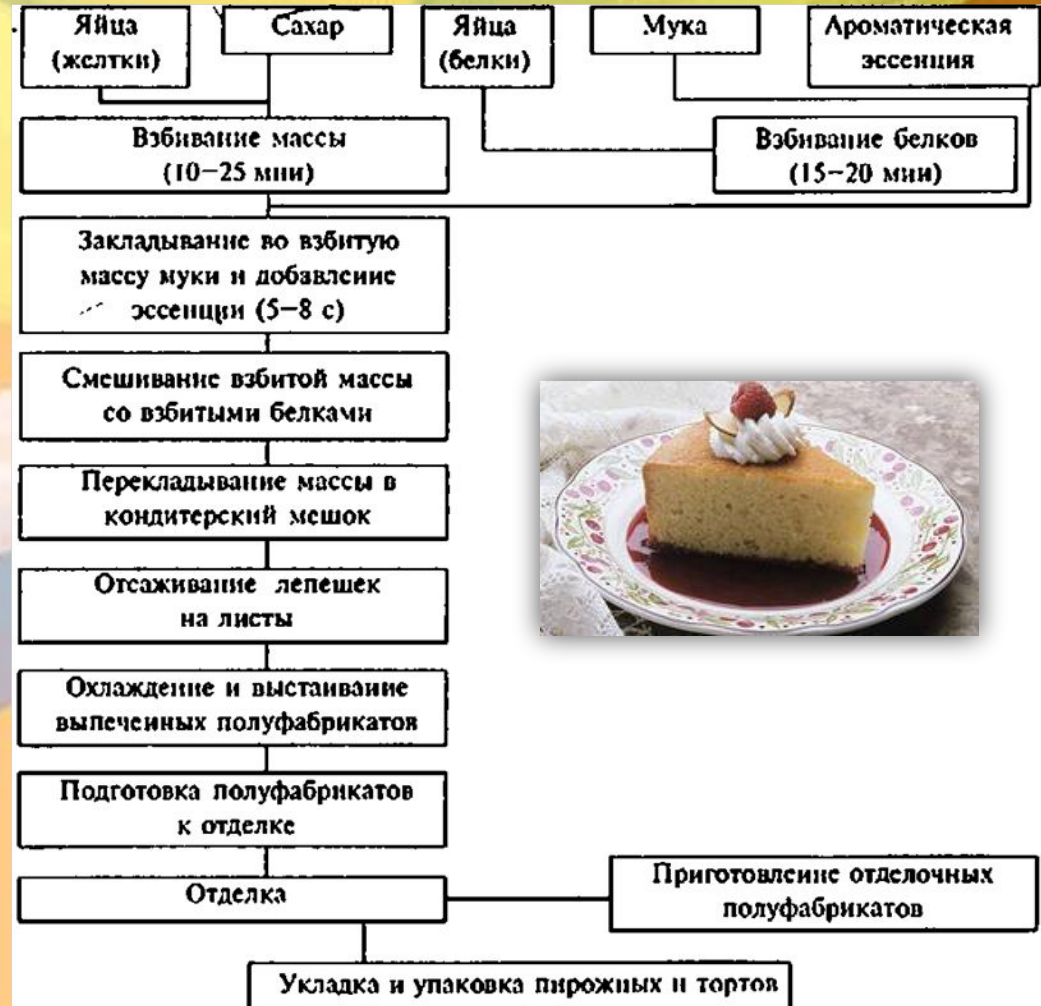 Яйца
(желтки)
Сахар
Яйца
(белки)
Мука
Ароматическая
эссенция
Взбивание массы
(10−25 мин)
Взбивание белков
(15−20 мин)
Закладывание во взбитую
массу муки и добавление
эссенции (5−8 с)
Смешивание взбитой массы
со взбитыми белками
Перекладывание массы в
кондитерский мешок
Отсаживание лепешек
на листы
Охлаждение и выстаивание
выпеченных полуфабрикатов
Подготовка полуфабрикатов
к отделке
Отделка
Приготовление отделочных
полуфабрикатов
Укладка и упаковка пирожных и тортов